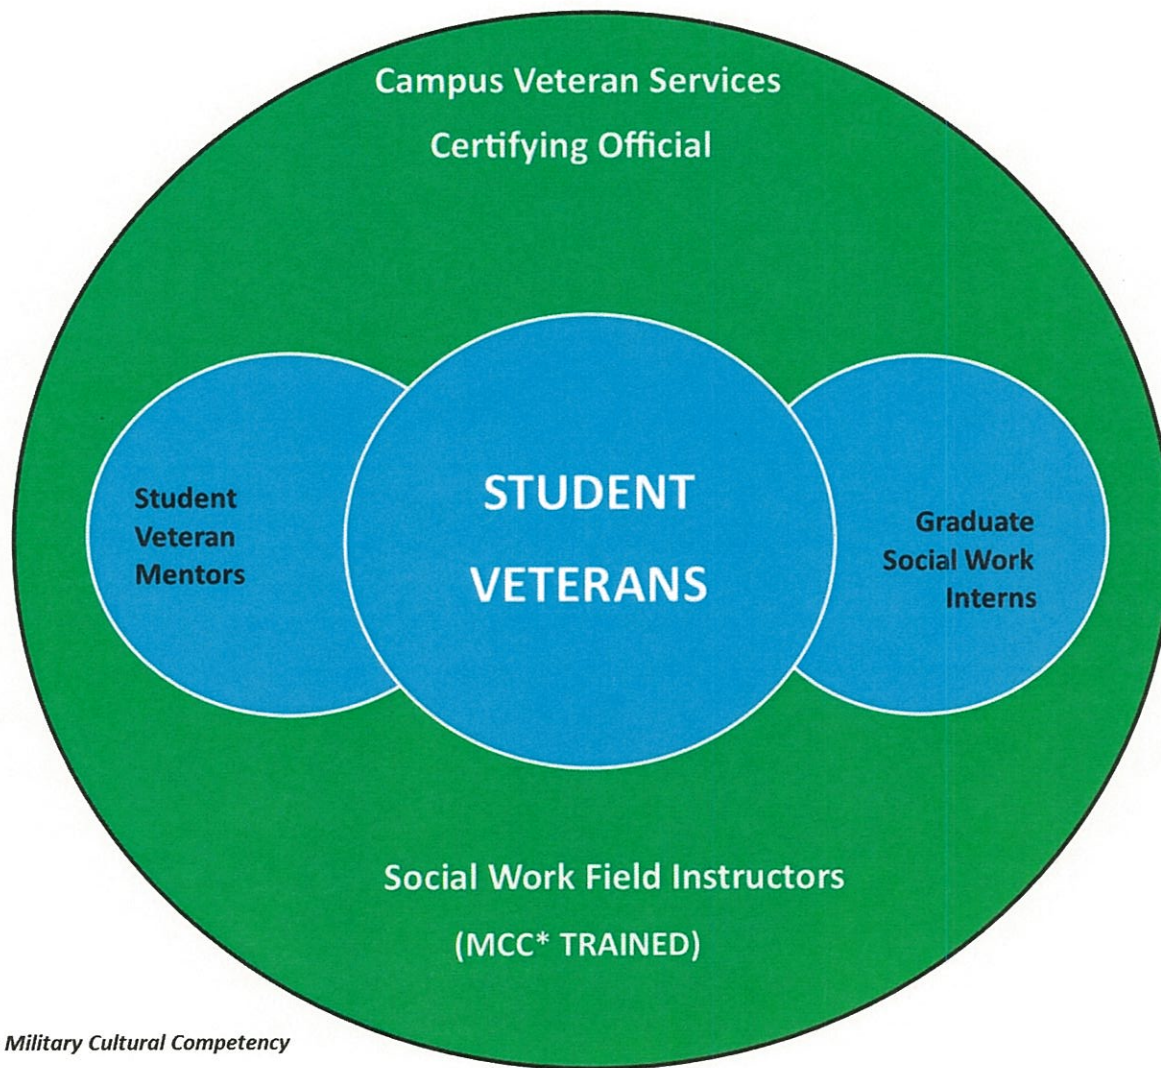 Campus Veteran Services
Certifying Official
Student
Veteran
Mentors
STUDENT
VETERANS
Graduate
Social Work
Interns
Social Work Field Instructors
(MCC* TRAINED)
Military Cultural Competency